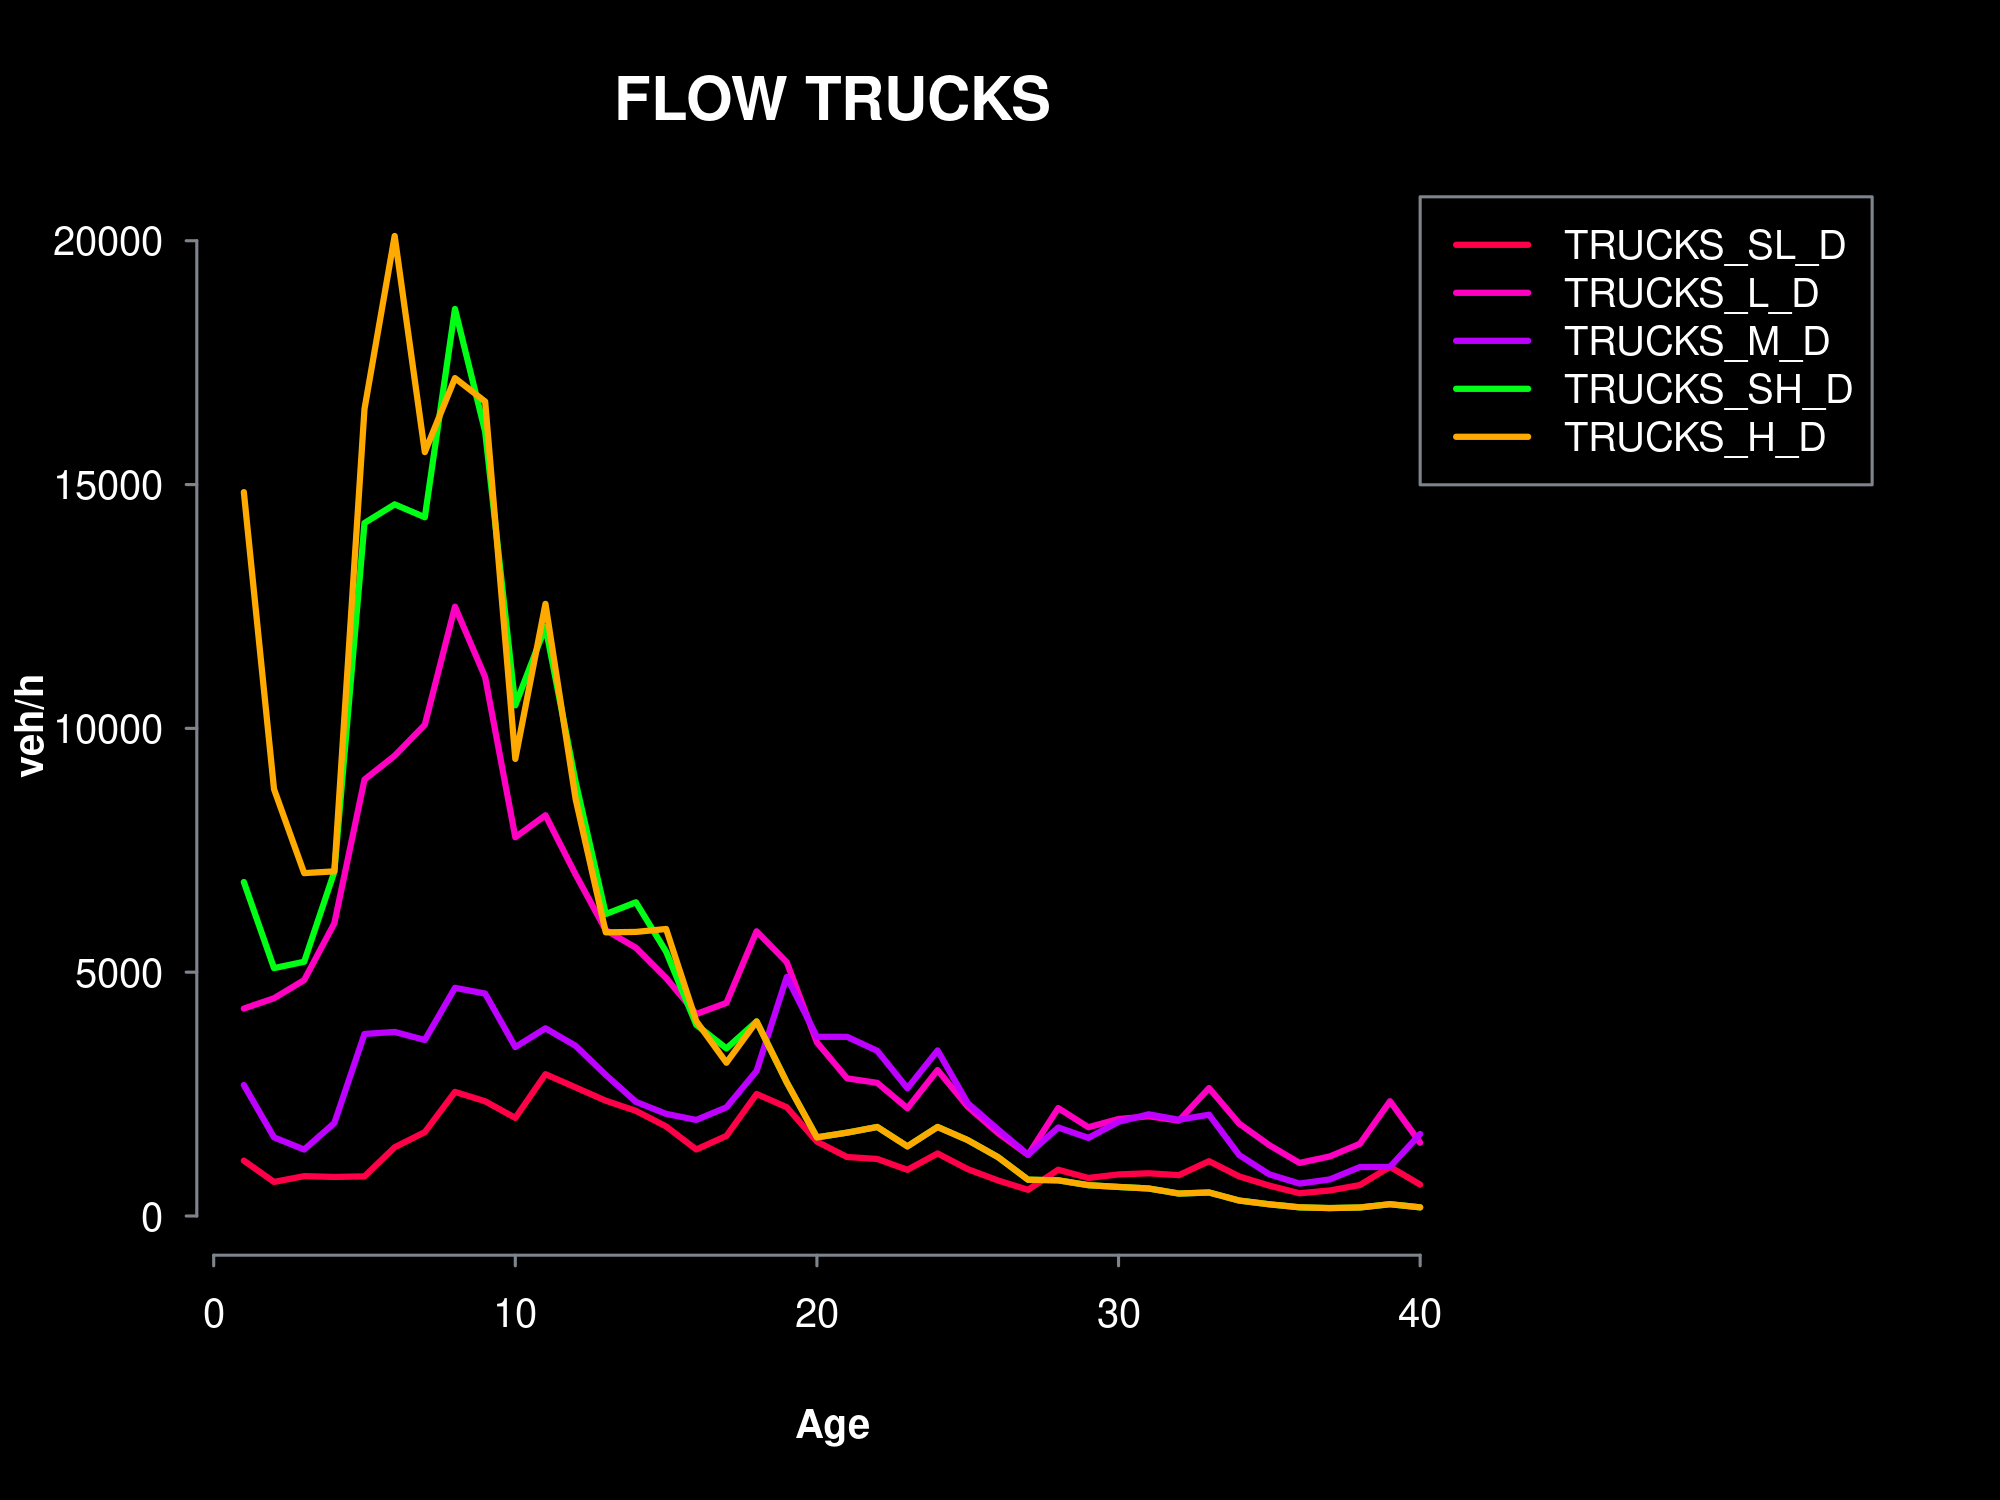 FLOW TRUCKS
TRUCKS_SL_D
TRUCKS_L_D
TRUCKS_M_D
TRUCKS_SH_D
TRUCKS_H_D
veh/h
20000
15000
10000
5000
0
0 10 20 30 40
Age